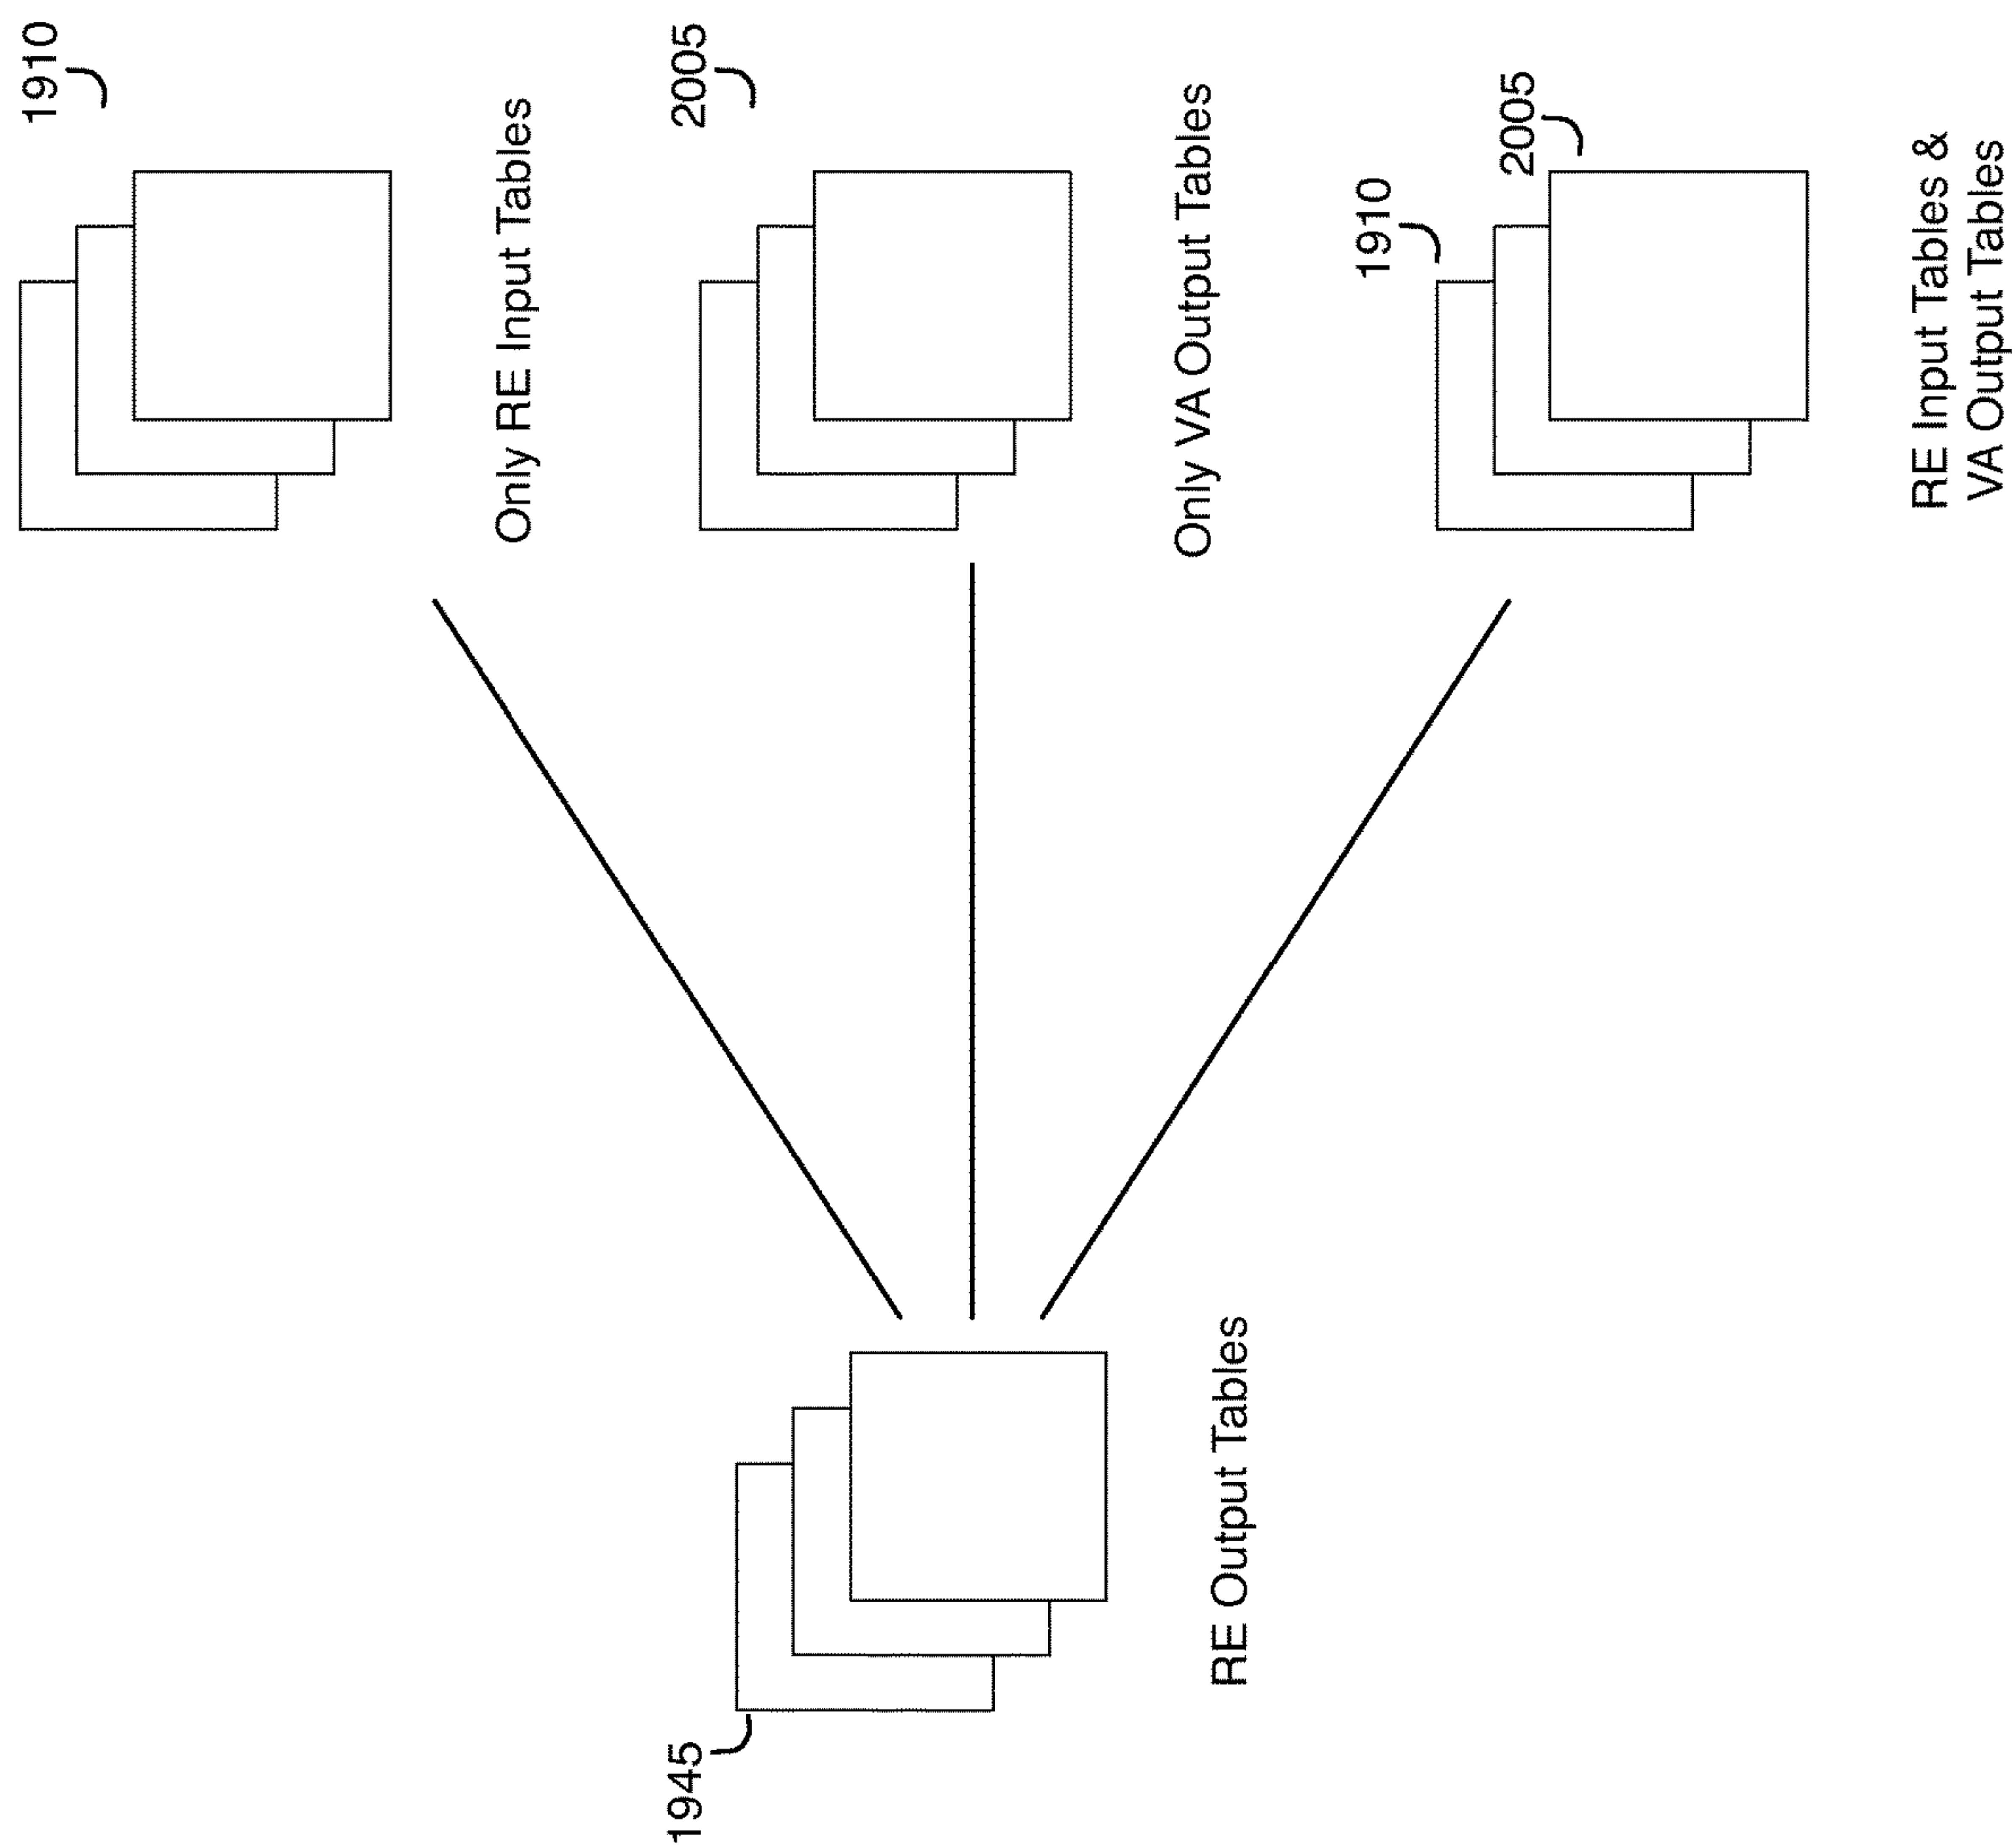 1945
RE Output Tables
1910
Only RE Input Tables
2005
Only VA Output Tables
1910
2005
RE Input Tables &
VA Output Tables